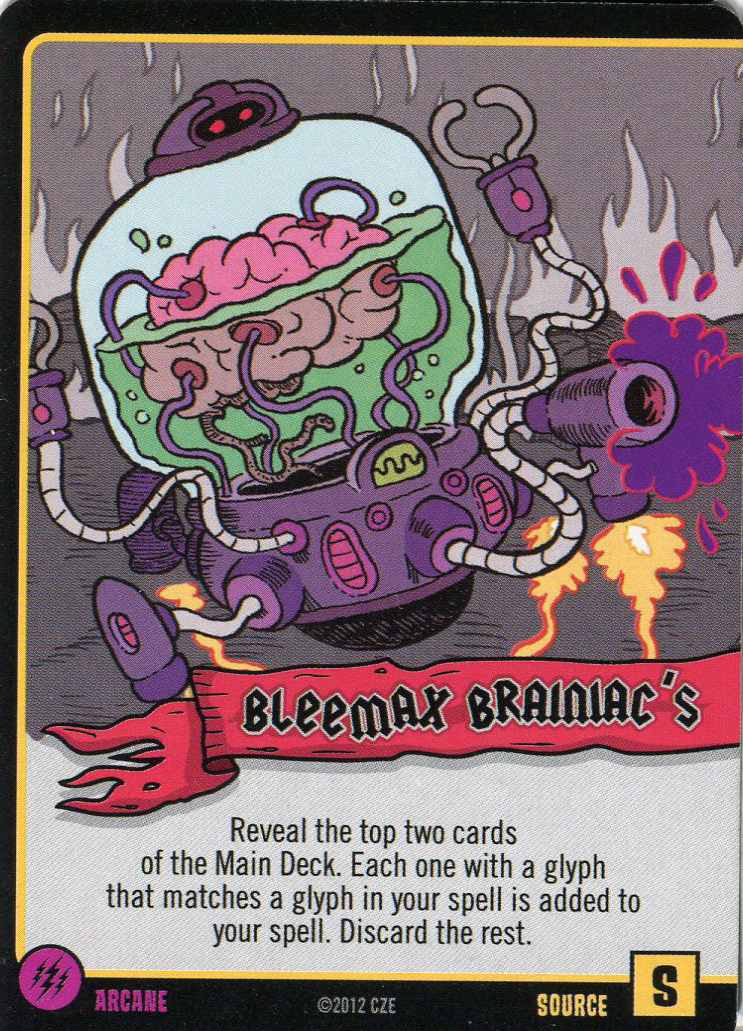 BLEEMAX BRAINIAC'S
Reveal the top two cards
of the Main Deck. Each one with a glyph
that matches a glyph in your spell is added to
your spell. Discard the rest.
ARCANE
©2012 CZE
SOURCE
S